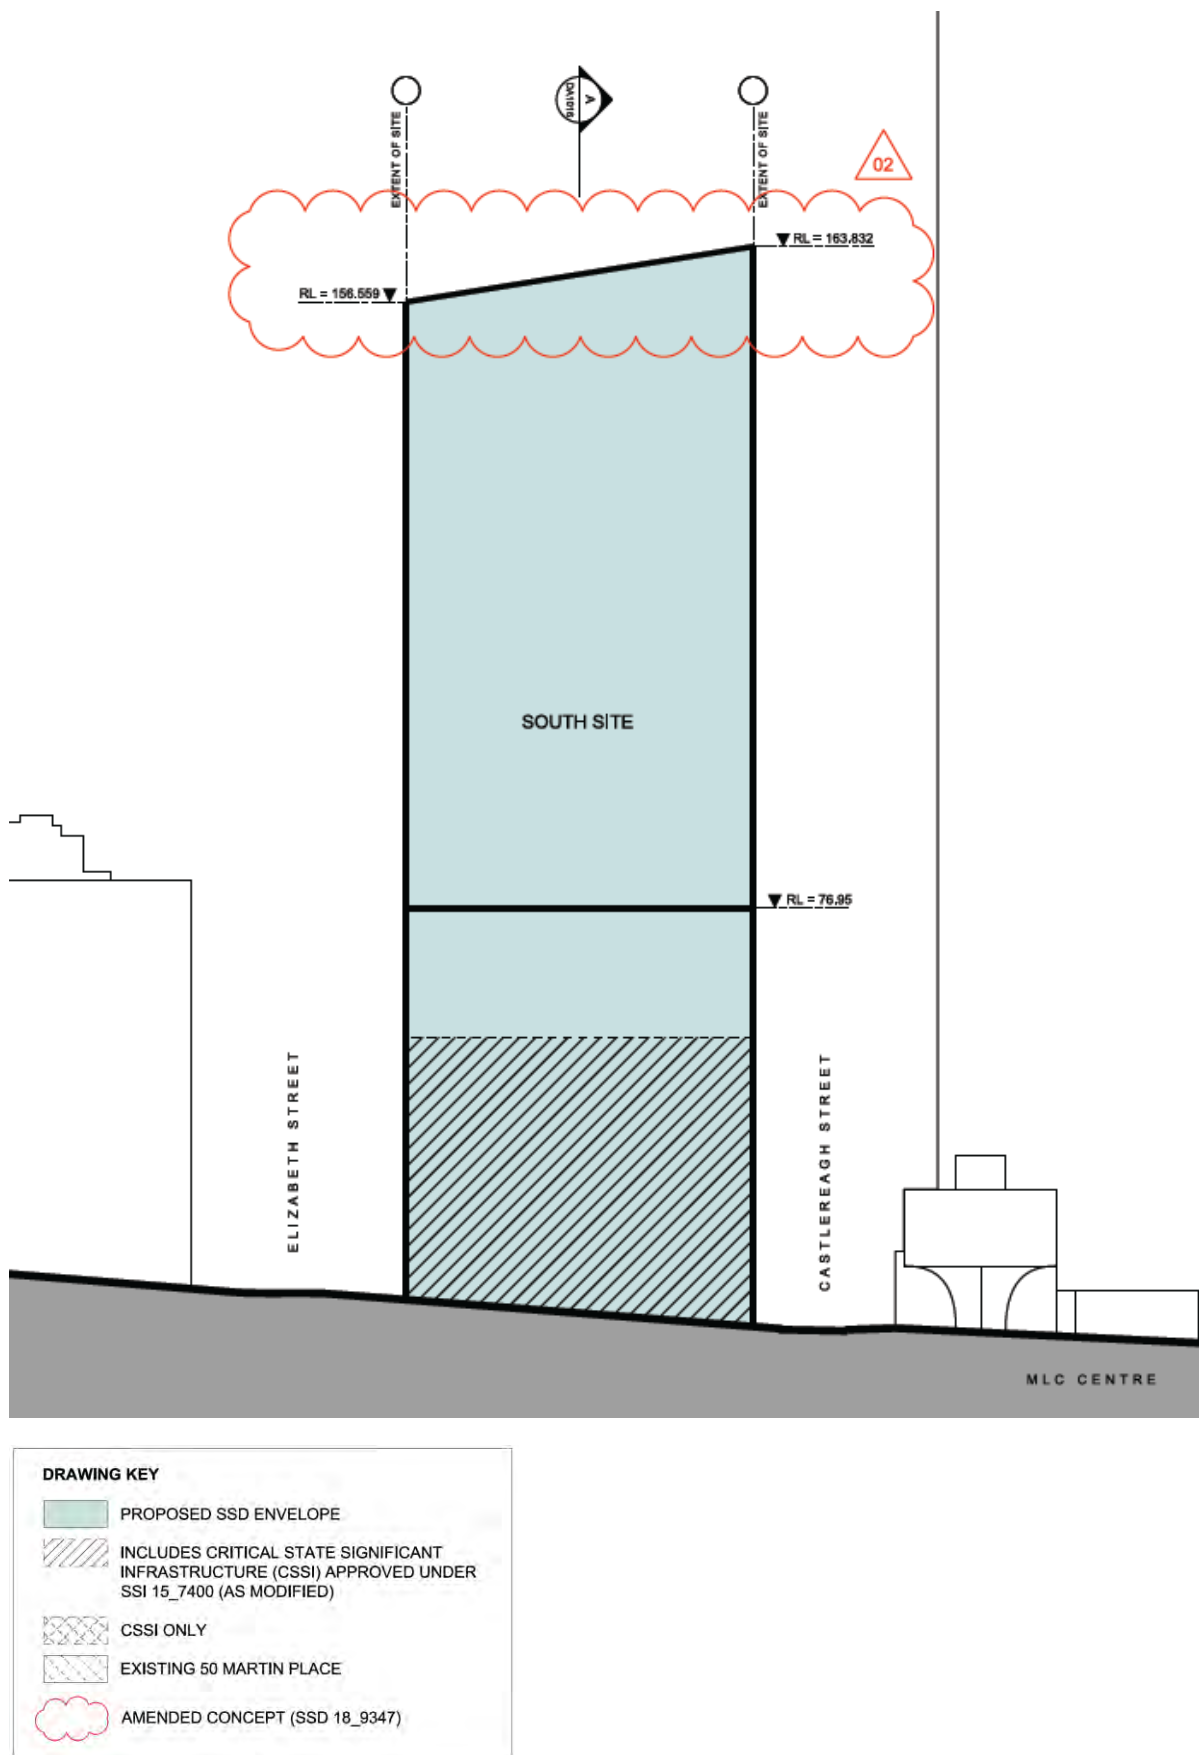 EXTENT OF SITE
A
DA1016
EXTENT OF SITE
02
RL = 163.832
RL = 156.559
SOUTH SITE
RL = 76.95
ELIZABETH STREET
CASTLEREAGH STREET
MLC CENTRE
DRAWING KEY
PROPOSED SSD ENVELOPE
INCLUDES CRITICAL STATE SIGNIFICANT
INFRASTRUCTURE (CSSI) APPROVED UNDER
SSI 15_7400 (AS MODIFIED)
CSSI ONLY
EXISTING 50 MARTIN PLACE
AMENDED CONCEPT (SSD 18_9347)